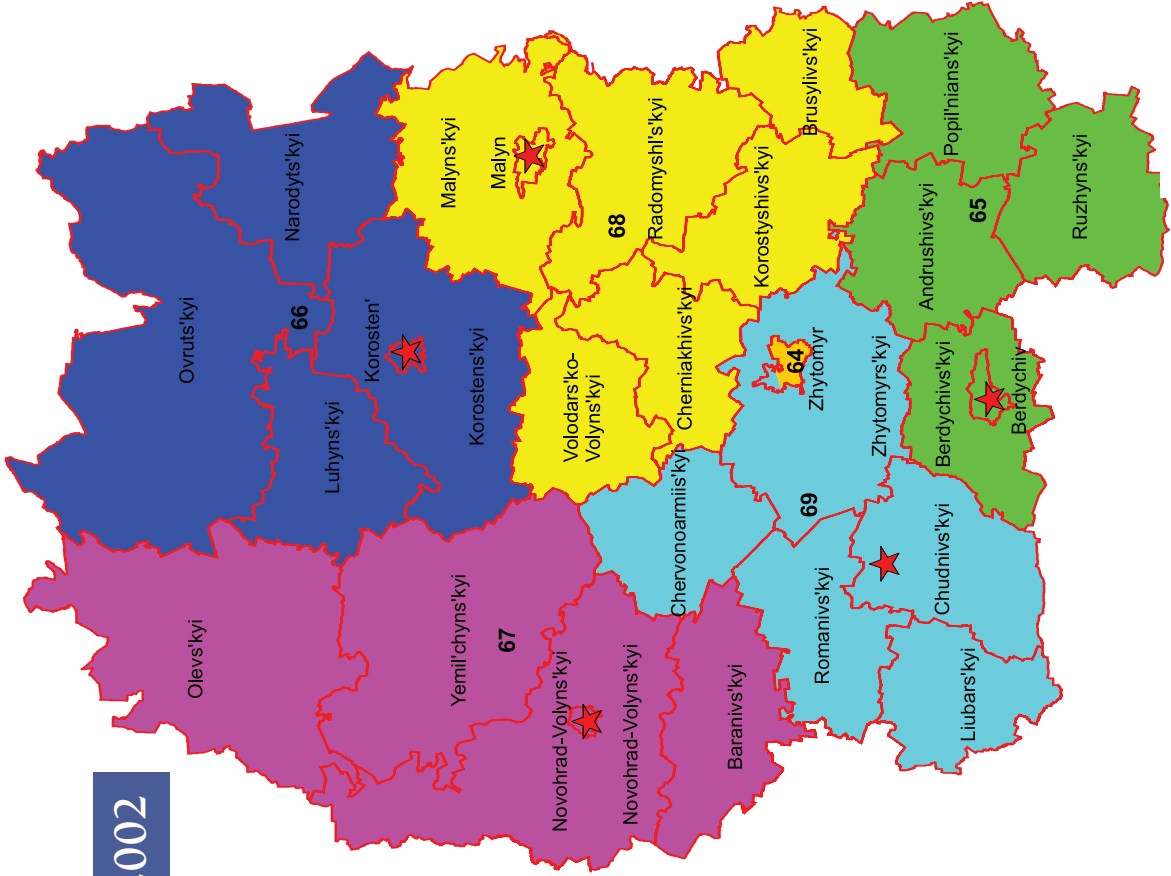 .002
Olevs'kyi
Ovruts'kyi
Narodyts'kyi
66
Luhyns'kyi
Korosten'
Korostens'kyi
Malyns'kyi
Malyn
Yemil'chyns'kyi
67
Novohrad-Volyns'kyi
Novohrad-Volyns'kyi
Baranivs'kyi
Volodars'ko-
Volyns'kyi
68
Radomyshl's'kyi
Cherniakhivs'kyi
Korostyshivs'kyi
Brusylivs'kyi
Chervonoarmiis'kyi
64
Zhytomyr
Zhytomyrs'kyi
69
Romanivs'kyi
Chudnivs'kyi
Liubars'kyi
Berdychivs'kyi
Berdychiv
Andrushivs'kyi
65
Popil'nians'kyi
Ruzhyns'kyi